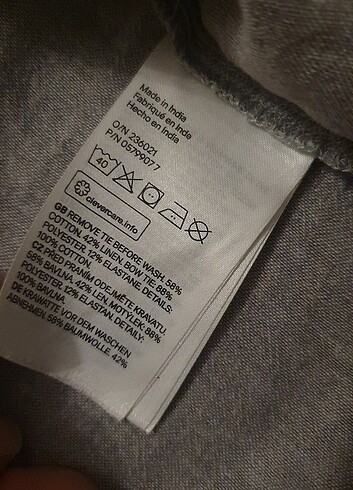 Made in India
Fabriqué en Inde
Hecho en India
O/N 236021
P/N 0579907 7
40
clevercare.info
GB REMOVE TIE BEFORE WASH. 58%
COTTON. 42% LINEN. BOW TIE: 88%
POLYESTER, 12% ELASTANE. DETAILS:
100% COTTON.
CZ PŘED PRANÍM ODEJMĚTE KRAVATU.
58% BAVLNA. 42% LEN. MOTÝLEK: 88%
POLYESTER, 12% ELASTAN. DETAILY:
100% BAVLNA.
DE KRAWATTE VOR DEM WASCHEN
ABNEHMEN. 58% BAUMWOLLE. 42%